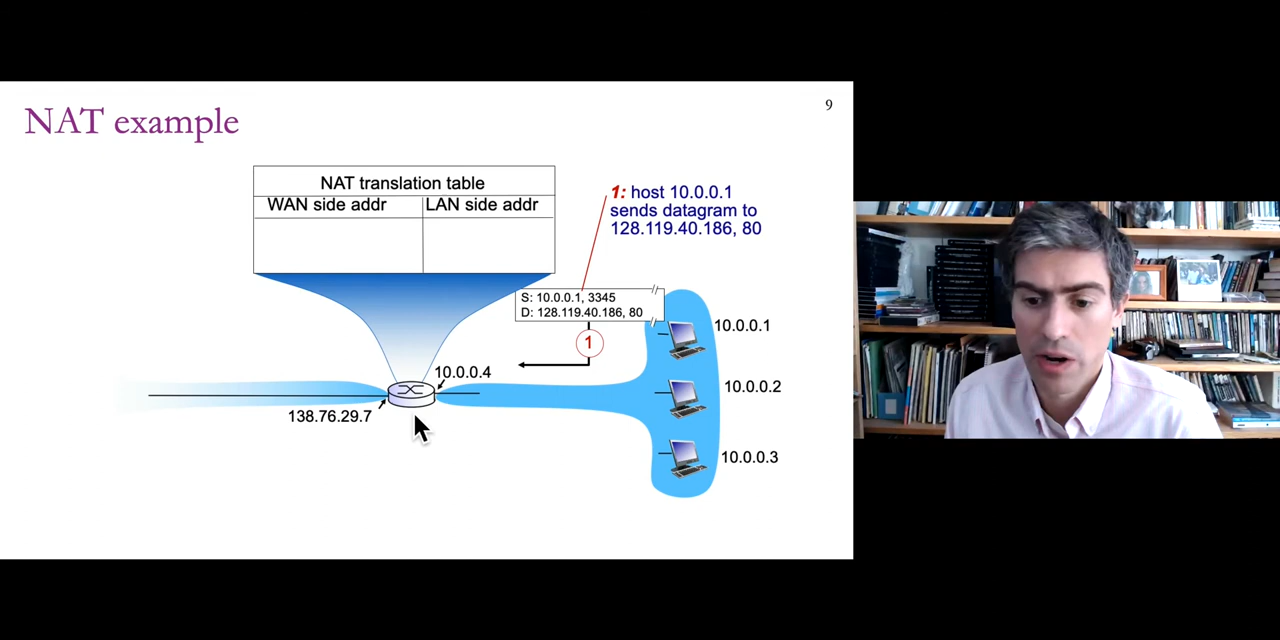 NAT example
9
NAT translation table
WAN side addr LAN side addr
1: host 10.0.0.1
sends datagram to
128.119.40.186, 80
S: 10.0.0.1, 3345
D: 128.119.40.186, 80
10.0.0.1
1
10.0.0.4
10.0.0.2
138.76.29.7
10.0.0.3